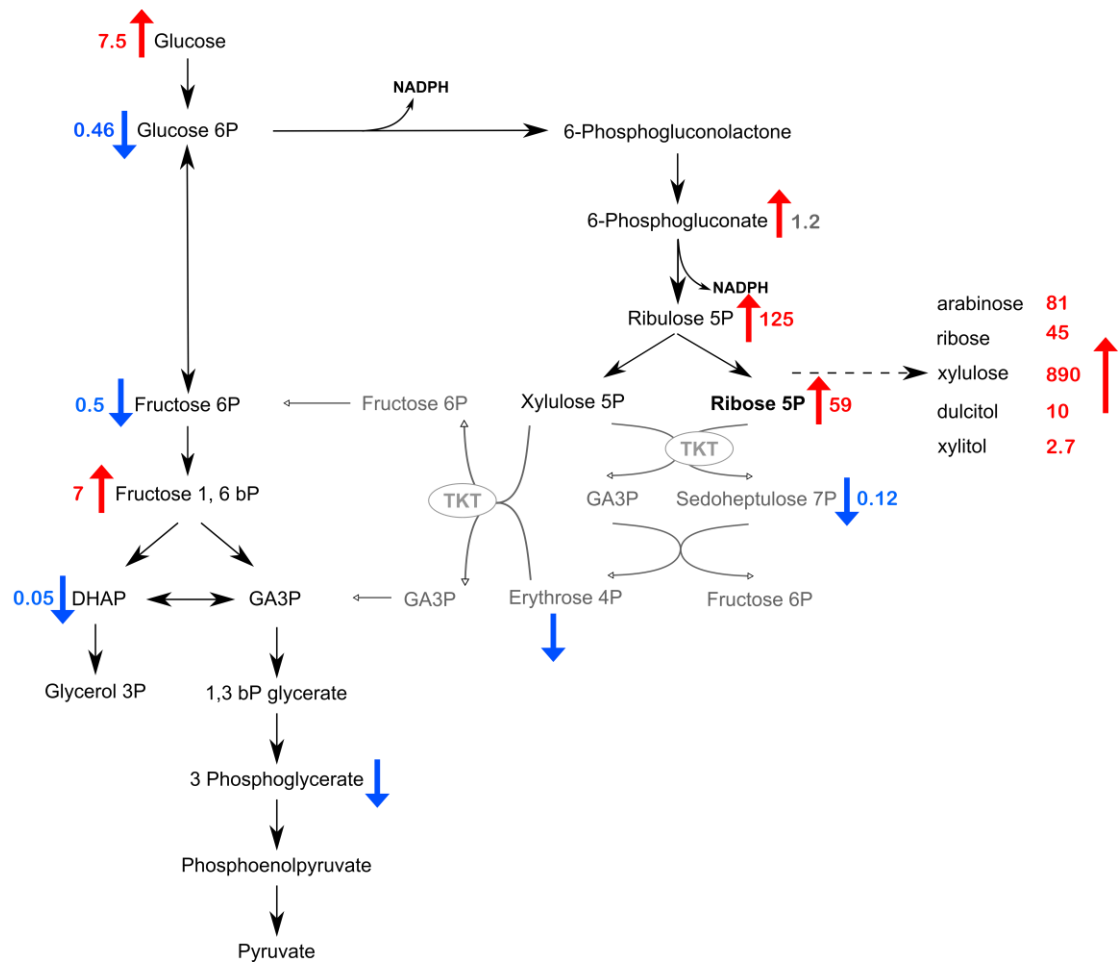 7.5 Glucose
NADPH
0.46 Glucose 6P
6-Phosphogluconolactone
6-Phosphogluconate 1.2
NADPH
Ribulose 5P 125
arabinose 81
ribose 45
xylulose 890
dulcitol 10
xylitol 2.7
0.5 Fructose 6P
Fructose 6P
Xylulose 5P
Ribose 5P 59
TKT
7 Fructose 1, 6 bP
TKT
GA3P
Sedoheptulose 7P 0.12
0.05 DHAP
GA3P
GA3P
Erythrose 4P
Fructose 6P
Glycerol 3P
1,3 bP glycerate
3 Phosphoglycerate
Phosphoenolpyruvate
Pyruvate